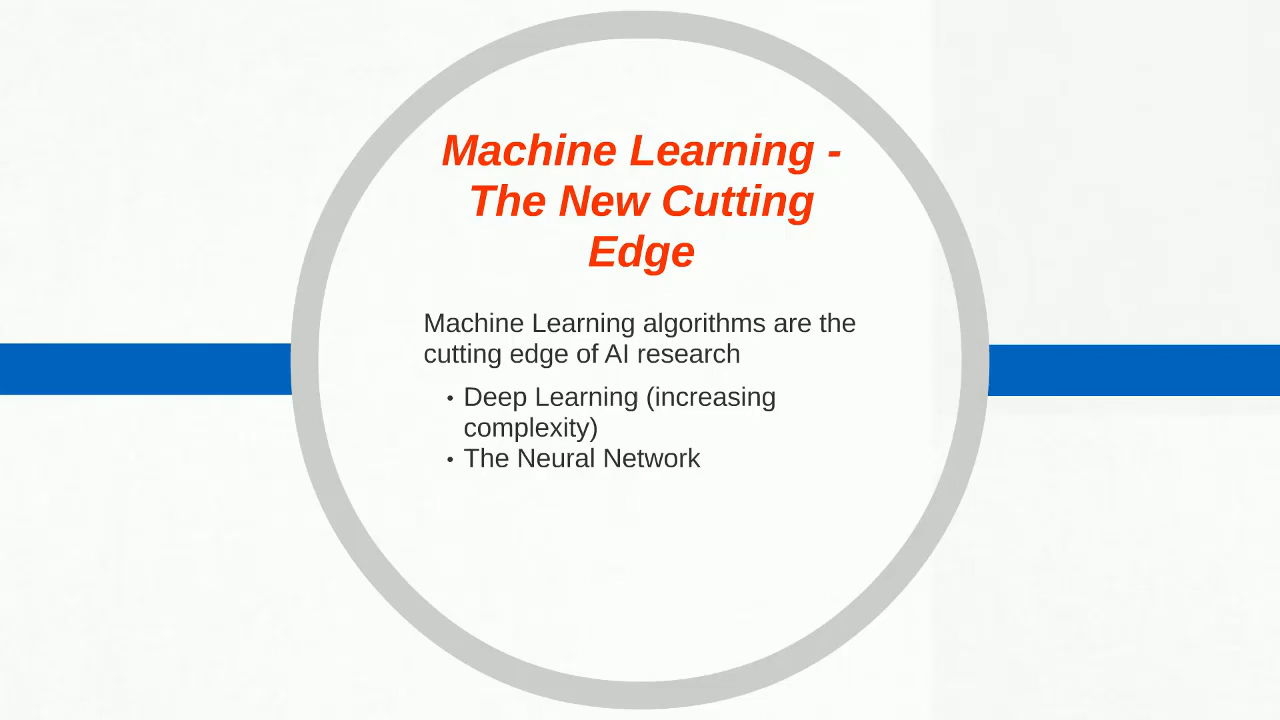 Machine Learning -
The New Cutting
Edge
Machine Learning algorithms are the
cutting edge of AI research
• Deep Learning (increasing
complexity)
• The Neural Network